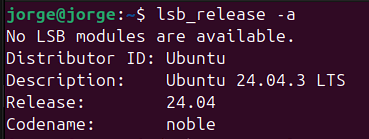 jorge@jorge:~$ lsb_release -a
No LSB modules are available.
Distributor ID: Ubuntu
Description:    Ubuntu 24.04.3 LTS
Release:        24.04
Codename:       noble